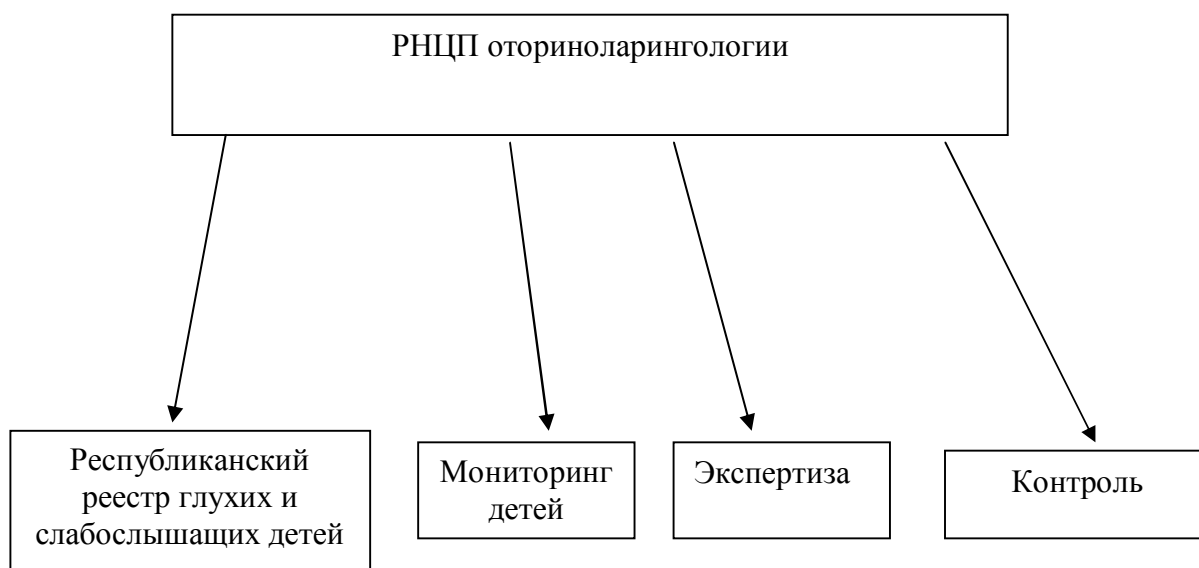 РНЦП оториноларингологии
Республиканский
реестр глухих и
слабослышащих детей
Мониторинг
детей
Экспертиза
Контроль